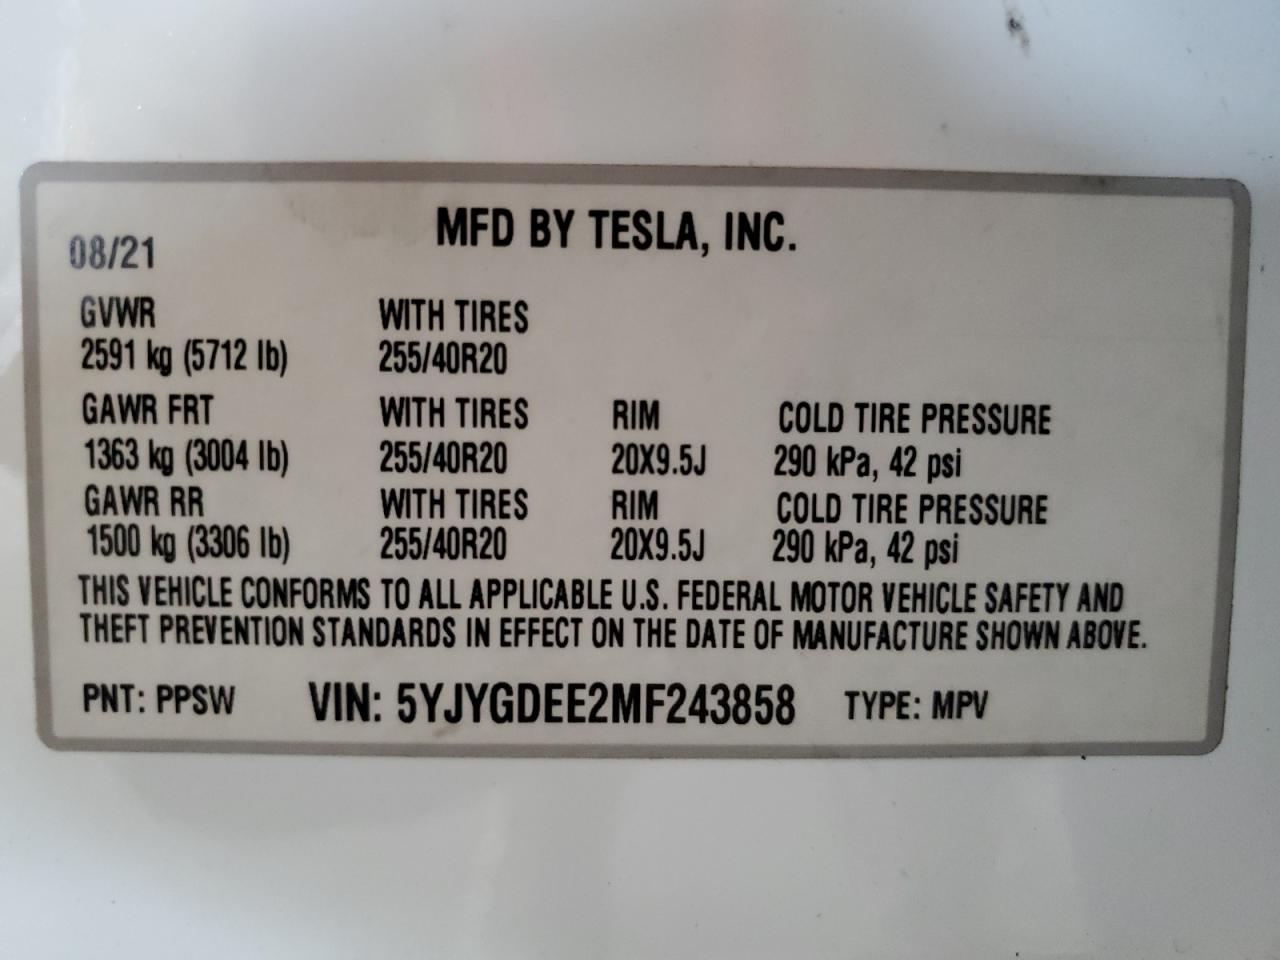 MFD BY TESLA, INC.
08/21
GVWR WITH TIRES
2591 kg (5712 lb) 255/40R20
GAWR FRT WITH TIRES RIM COLD TIRE PRESSURE
1363 kg (3004 lb) 255/40R20 20X9.5J 290 kPa, 42 psi
GAWR RR WITH TIRES RIM COLD TIRE PRESSURE
1500 kg (3306 lb) 255/40R20 20X9.5J 290 kPa, 42 psi
THIS VEHICLE CONFORMS TO ALL APPLICABLE U.S. FEDERAL MOTOR VEHICLE SAFETY AND
THEFT PREVENTION STANDARDS IN EFFECT ON THE DATE OF MANUFACTURE SHOWN ABOVE.
PNT: PPSW VIN: 5YJYGDEE2MF243858 TYPE: MPV